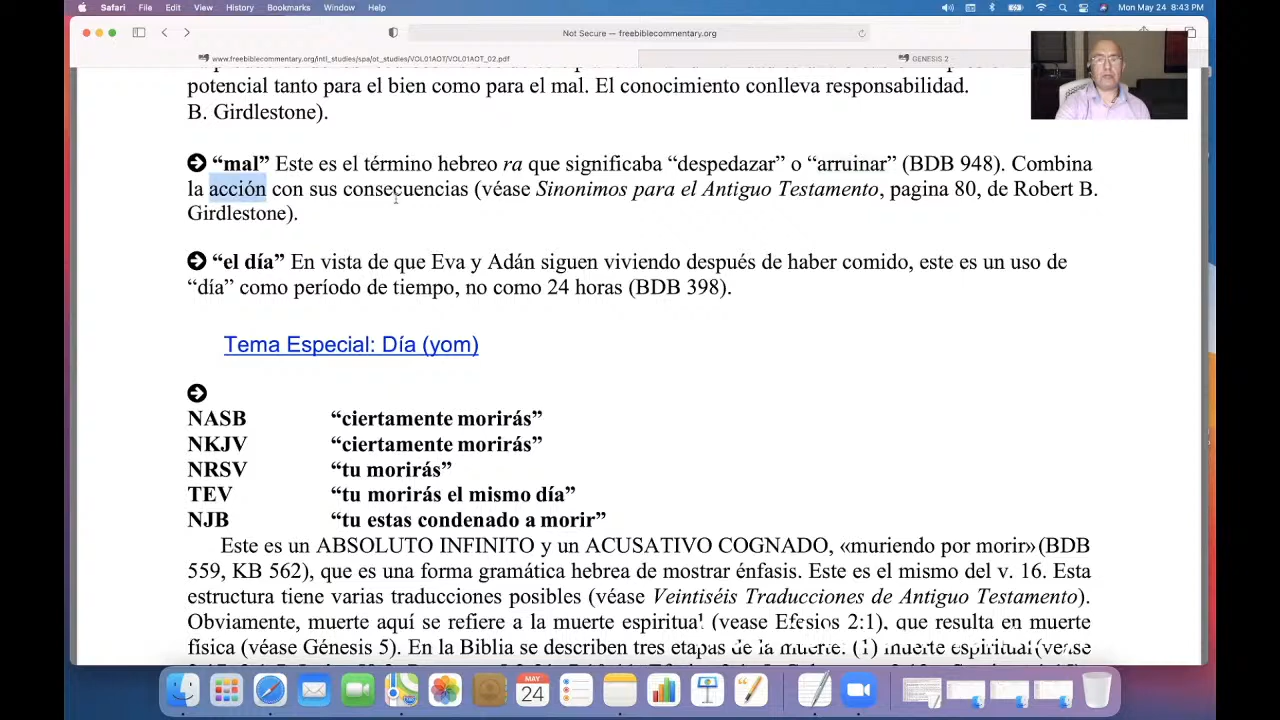 Safari File Edit View History Bookmarks Window Help Mon May 24 8:43 PM
Not Secure — freebiblecommentary.org
www.freebiblecommentary.org/intl_studies/spa/ot_studies/VOL01AOT/VOL01AOT_02.pdf GENESIS 2
potencial tanto para el bien como para el mal. El conocimiento conlleva responsabilidad.
B. Girdlestone).
“mal” Este es el término hebreo ra que significaba “despedazar” o “arruinar” (BDB 948). Combina
la acción con sus consecuencias (véase Sinonimos para el Antiguo Testamento, pagina 80, de Robert B.
Girdlestone).
“el día” En vista de que Eva y Adán siguen viviendo después de haber comido, este es un uso de
“día” como período de tiempo, no como 24 horas (BDB 398).
Tema Especial: Día (yom)
NASB “ciertamente morirás”
NKJV “ciertamente morirás”
NRSV “tu morirás”
TEV “tu morirás el mismo día”
NJB “tu estas condenado a morir”
Este es un ABSOLUTO INFINITO y un ACUSATIVO COGNADO, «muriendo por morir» (BDB
559, KB 562), que es una forma gramática hebrea de mostrar énfasis. Este es el mismo del v. 16. Esta
estructura tiene varias traducciones posibles (véase Veintiséis Traducciones de Antiguo Testamento).
Obviamente, muerte aquí se refiere a la muerte espiritual (vease Efesios 2:1), que resulta en muerte
física (véase Génesis 5). En la Biblia se describen tres etapas de la muerte: (1) muerte espiritual (vease
MAY
24